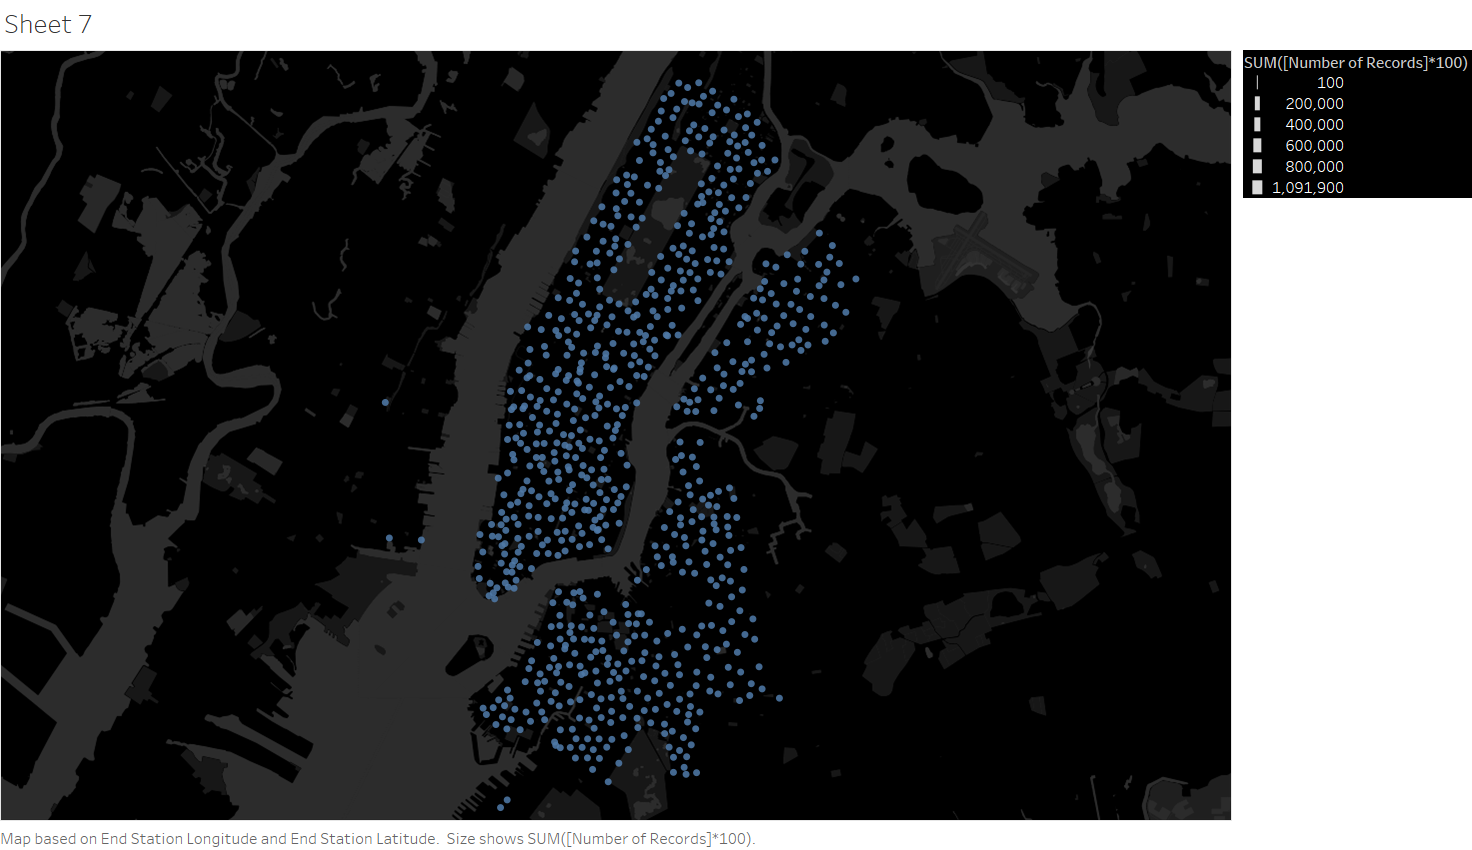 Sheet 7
SUM([Number of Records]*100)
100
200,000
400,000
600,000
800,000
1,091,900
Map based on End Station Longitude and End Station Latitude.  Size shows SUM([Number of Records]*100).